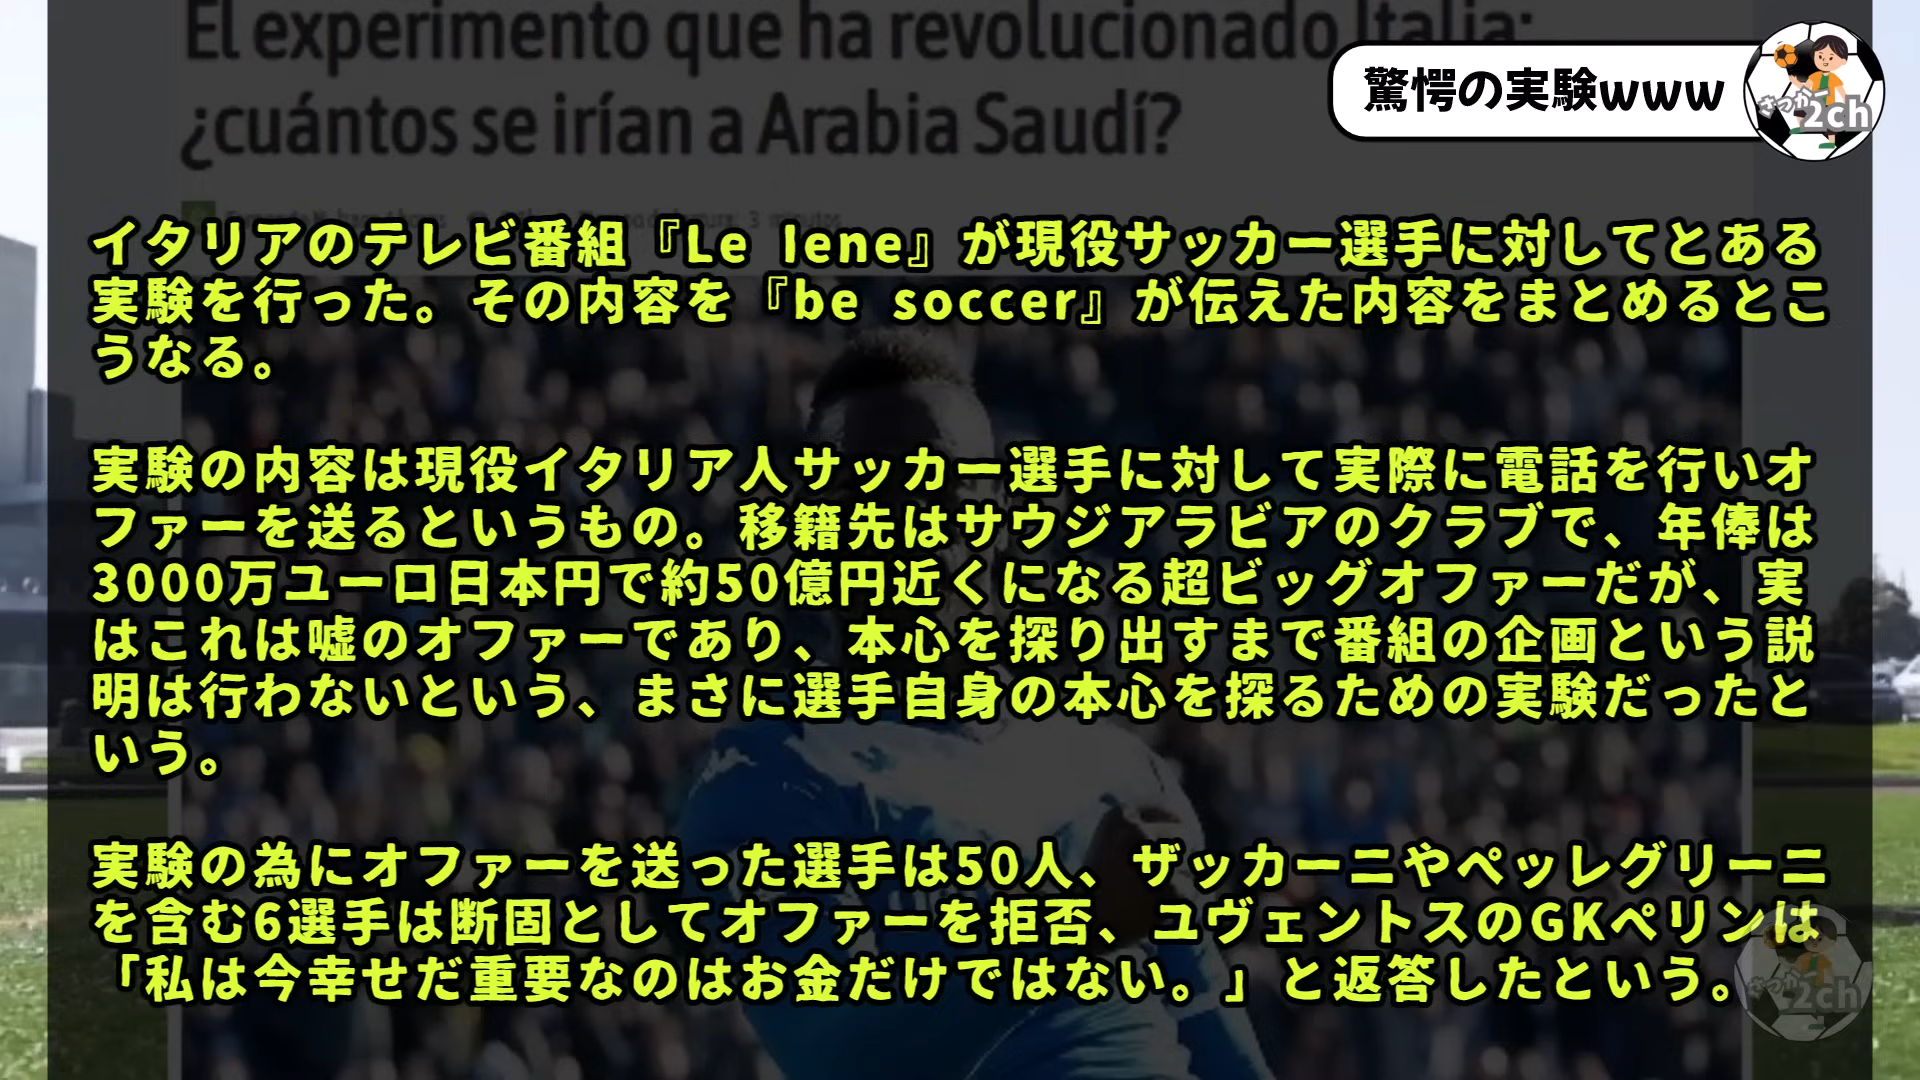 El experimento que ha revolucionado Italia:
¿cuántos se irían a Arabia Saudí?
驚愕の実験www
さっかー
2ch
イタリアのテレビ番組『Le Iene』が現役サッカー選手に対してとある
実験を行った。その内容を『be soccer』が伝えた内容をまとめるとこ
うなる。
実験の内容は現役イタリア人サッカー選手に対して実際に電話を行いオ
ファーを送るというもの。移籍先はサウジアラビアのクラブで、年俸は
3000万ユーロ日本円で約50億円近くになる超ビッグオファーだが、実
はこれは嘘のオファーであり、本心を探り出すまで番組の企画という説
明は行わないという、まさに選手自身の本心を探るための実験だったと
いう。
実験の為にオファーを送った選手は50人、ザッカーニやペッレグリーニ
を含む6選手は断固としてオファーを拒否、ユヴェントスのGKペリンは
「私は今幸せだ重要なのはお金だけではない。」と返答したという。
さっかー
2ch